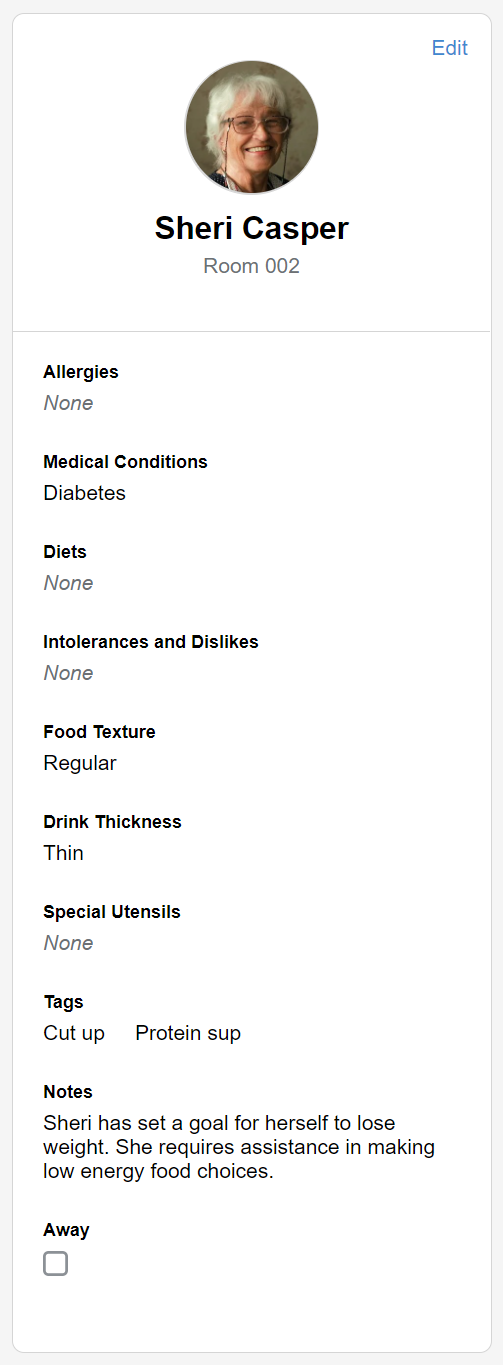 Edit
Sheri Casper
Room 002
Allergies
None
Medical Conditions
Diabetes
Diets
None
Intolerances and Dislikes
None
Food Texture
Regular
Drink Thickness
Thin
Special Utensils
None
Tags
Cut up Protein sup
Notes
Sheri has set a goal for herself to lose
weight. She requires assistance in making
low energy food choices.
Away